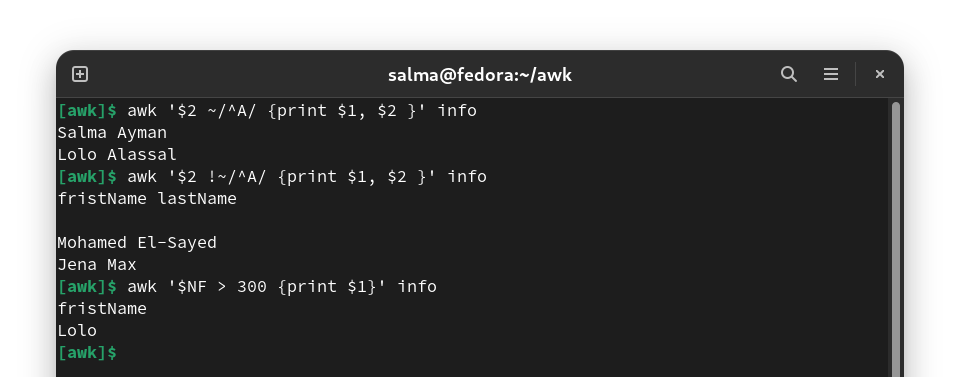 salma@fedora:~/awk
[awk]$ awk '$2 ~/^A/ {print $1, $2 }' info
Salma Ayman
Lolo Alassal
[awk]$ awk '$2 !~/^A/ {print $1, $2 }' info
fristName lastName

Mohamed El-Sayed
Jena Max
[awk]$ awk '$NF > 300 {print $1}' info
fristName
Lolo
[awk]$